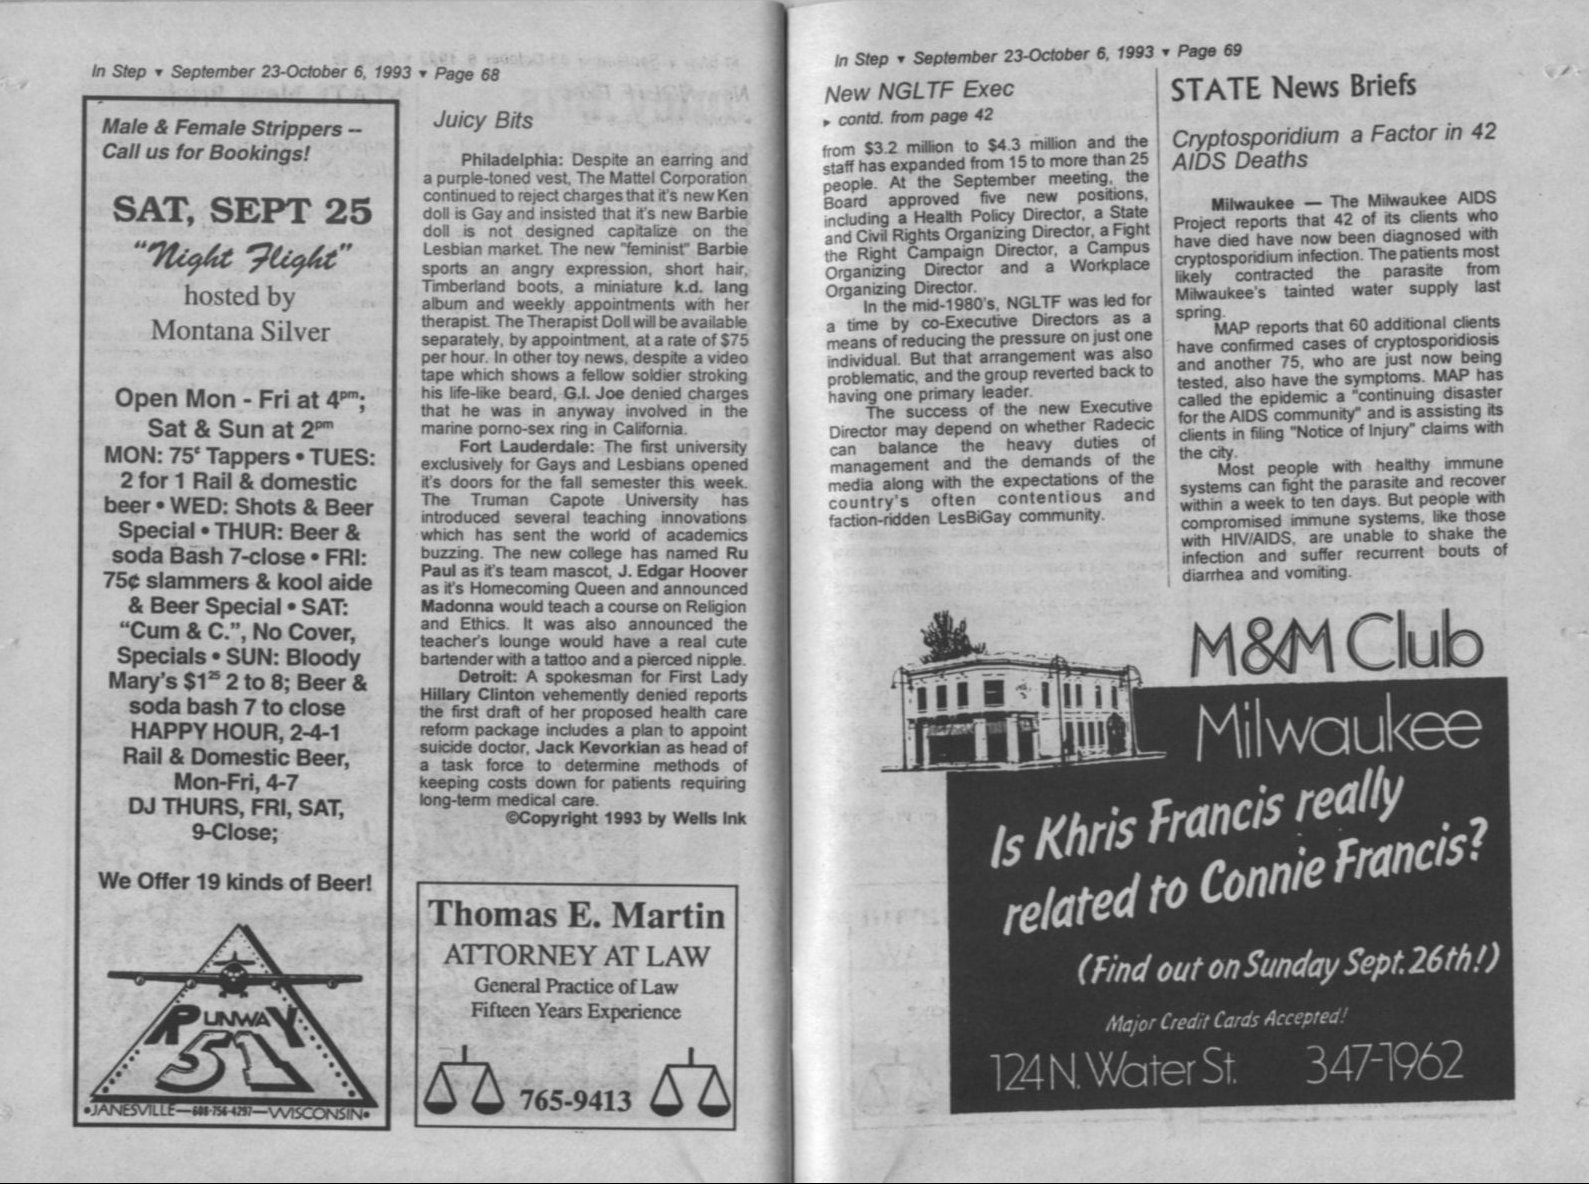 In Step ▾ September 23-October 6, 1993 ▾ Page 68
Male & Female Strippers --
Call us for Bookings!
SAT, SEPT 25
"Night Flight"
hosted by
Montana Silver
Open Mon - Fri at 4pm;
Sat & Sun at 2pm
MON: 75¢ Tappers • TUES:
2 for 1 Rail & domestic
beer • WED: Shots & Beer
Special • THUR: Beer &
soda Bash 7-close • FRI:
75¢ slammers & kool aide
& Beer Special • SAT:
"Cum & C.", No Cover,
Specials • SUN: Bloody
Mary's $125 2 to 8; Beer &
soda bash 7 to close
HAPPY HOUR, 2-4-1
Rail & Domestic Beer,
Mon-Fri, 4-7
DJ THURS, FRI, SAT,
9-Close;
We Offer 19 kinds of Beer!
RUNWAY
51
•JANESVILLE—608-756-4297—WISCONSIN•
Juicy Bits
Philadelphia: Despite an earring and
a purple-toned vest, The Mattel Corporation
continued to reject charges that it's new Ken
doll is Gay and insisted that it's new Barbie
doll is not designed capitalize on the
Lesbian market. The new "feminist" Barbie
sports an angry expression, short hair,
Timberland boots, a miniature k.d. lang
album and weekly appointments with her
therapist. The Therapist Doll will be available
separately, by appointment, at a rate of $75
per hour. In other toy news, despite a video
tape which shows a fellow soldier stroking
his life-like beard, G.I. Joe denied charges
that he was in anyway involved in the
marine porno-sex ring in California.
Fort Lauderdale: The first university
exclusively for Gays and Lesbians opened
it's doors for the fall semester this week.
The Truman Capote University has
introduced several teaching innovations
which has sent the world of academics
buzzing. The new college has named Ru
Paul as it's team mascot, J. Edgar Hoover
as it's Homecoming Queen and announced
Madonna would teach a course on Religion
and Ethics. It was also announced the
teacher's lounge would have a real cute
bartender with a tattoo and a pierced nipple.
Detroit: A spokesman for First Lady
Hillary Clinton vehemently denied reports
the first draft of her proposed health care
reform package includes a plan to appoint
suicide doctor, Jack Kevorkian as head of
a task force to determine methods of
keeping costs down for patients requiring
long-term medical care.
©Copyright 1993 by Wells Ink
Thomas E. Martin
ATTORNEY AT LAW
General Practice of Law
Fifteen Years Experience
765-9413
In Step ▾ September 23-October 6, 1993 ▾ Page 69
New NGLTF Exec
▸ contd. from page 42
from $3.2 million to $4.3 million and the
staff has expanded from 15 to more than 25
people. At the September meeting, the
Board approved five new positions,
including a Health Policy Director, a State
and Civil Rights Organizing Director, a Fight
the Right Campaign Director, a Campus
Organizing Director and a Workplace
Organizing Director.
In the mid-1980's, NGLTF was led for
a time by co-Executive Directors as a
means of reducing the pressure on just one
individual. But that arrangement was also
problematic, and the group reverted back to
having one primary leader.
The success of the new Executive
Director may depend on whether Radecic
can balance the heavy duties of
management and the demands of the
media along with the expectations of the
country's often contentious and
faction-ridden LesBiGay community.
STATE News Briefs
Cryptosporidium a Factor in 42
AIDS Deaths
Milwaukee — The Milwaukee AIDS
Project reports that 42 of its clients who
have died have now been diagnosed with
cryptosporidium infection. The patients most
likely contracted the parasite from
Milwaukee's tainted water supply last
spring.
MAP reports that 60 additional clients
have confirmed cases of cryptosporidiosis
and another 75, who are just now being
tested, also have the symptoms. MAP has
called the epidemic a "continuing disaster
for the AIDS community" and is assisting its
clients in filing "Notice of Injury" claims with
the city.
Most people with healthy immune
systems can fight the parasite and recover
within a week to ten days. But people with
compromised immune systems, like those
with HIV/AIDS, are unable to shake the
infection and suffer recurrent bouts of
diarrhea and vomiting.
M&M Club
Milwaukee
Is Khris Francis really
related to Connie Francis?
(Find out on Sunday Sept. 26th!)
Major Credit Cards Accepted!
124 N. Water St. 347-1962